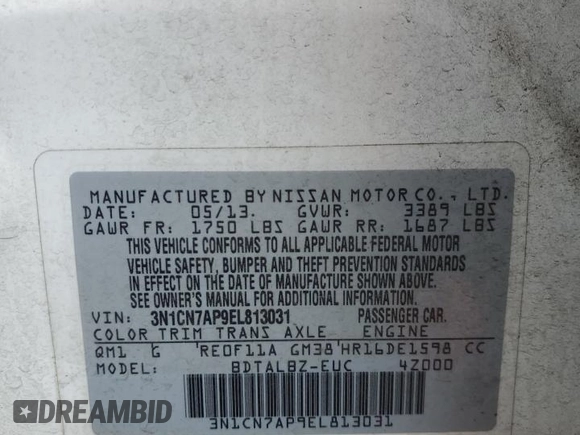 MANUFACTURED BY NISSAN MOTOR CO., LTD.
DATE: 05/13. GVWR: 3389 LBS
GAWR FR: 1750 LBS GAWR RR: 1687 LBS
THIS VEHICLE CONFORMS TO ALL APPLICABLE FEDERAL MOTOR
VEHICLE SAFETY, BUMPER AND THEFT PREVENTION STANDARDS
IN EFFECT ON THE DATE OF MANUFACTURE SHOWN ABOVE.
SEE OWNER'S MANUAL FOR ADDITIONAL INFORMATION.
VIN: 3N1CN7AP9EL813031 PASSENGER CAR.
COLOR TRIM TRANS AXLE ENGINE
QM1 G 'RE0F11A GM38'HR16DE1598 CC
MODEL: BDTALBZ-EUC 4Z000
3N1CN7AP9EL813031
REIDCOMBID